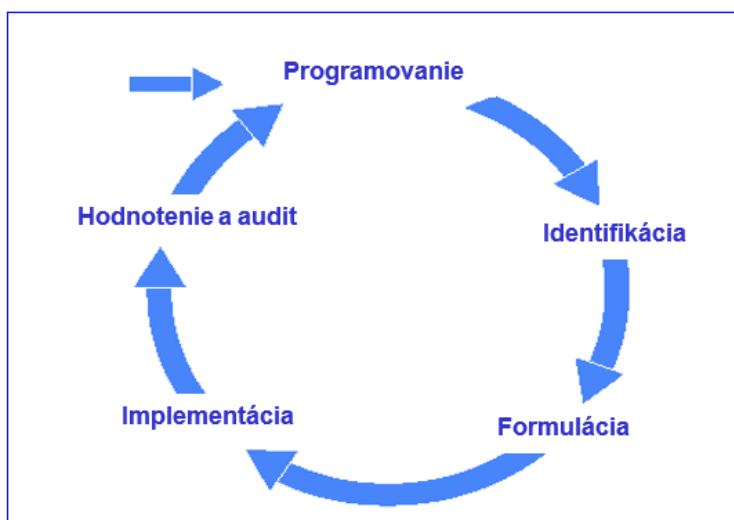 Programovanie
Identifikácia
Formulácia
Implementácia
Hodnotenie a audit